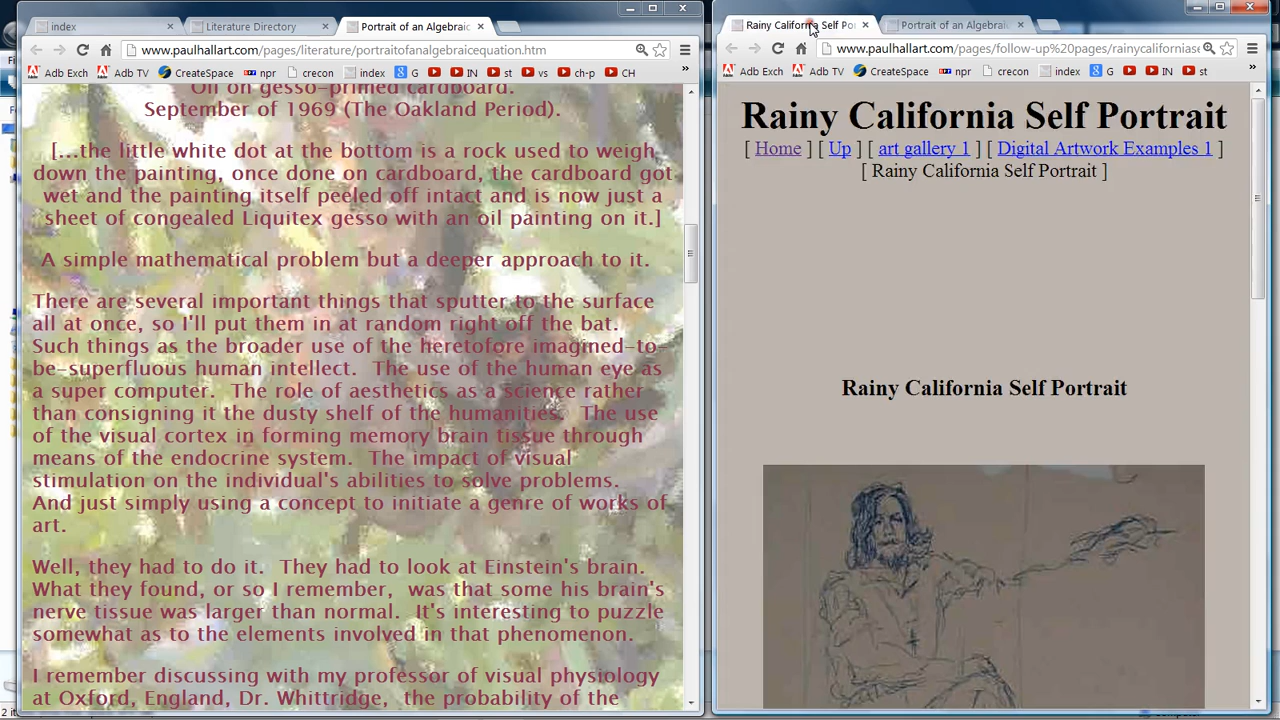 index
Literature Directory
Portrait of an Algebraic
www.paulhallart.com/pages/literature/portraitofanalgebraicequation.htm
Adb Exch Adb TV CreateSpace npr crecon index G IN st vs ch-p CH »
Oil on gesso-primed cardboard.
September of 1969 (The Oakland Period).
[...the little white dot at the bottom is a rock used to weigh
down the painting, once done on cardboard, the cardboard got
wet and the painting itself peeled off intact and is now just a
sheet of congealed Liquitex gesso with an oil painting on it.]
A simple mathematical problem but a deeper approach to it.
There are several important things that sputter to the surface
all at once, so I'll put them in at random right off the bat.
Such things as the broader use of the heretofore imagined-to-
be-superfluous human intellect. The use of the human eye as
a super computer. The role of aesthetics as a science rather
than consigning it the dusty shelf of the humanities. The use
of the visual cortex in forming memory brain tissue through
means of the endocrine system. The impact of visual
stimulation on the individual's abilities to solve problems.
And just simply using a concept to initiate a genre of works of
art.
Well, they had to do it. They had to look at Einstein's brain.
What they found, or so I remember, was that some his brain's
nerve tissue was larger than normal. It's interesting to puzzle
somewhat as to the elements involved in that phenomenon.
I remember discussing with my professor of visual physiology
at Oxford, England, Dr. Whittridge, the probability of the
Rainy California Self Por
Portrait of an Algebrai
www.paulhallart.com/pages/follow-up%20pages/rainycaliforniase
Adb Exch Adb TV CreateSpace npr crecon index G IN st »
Rainy California Self Portrait
[ Home ] [ Up ] [ art gallery 1 ] [ Digital Artwork Examples 1 ]
[ Rainy California Self Portrait ]
Rainy California Self Portrait